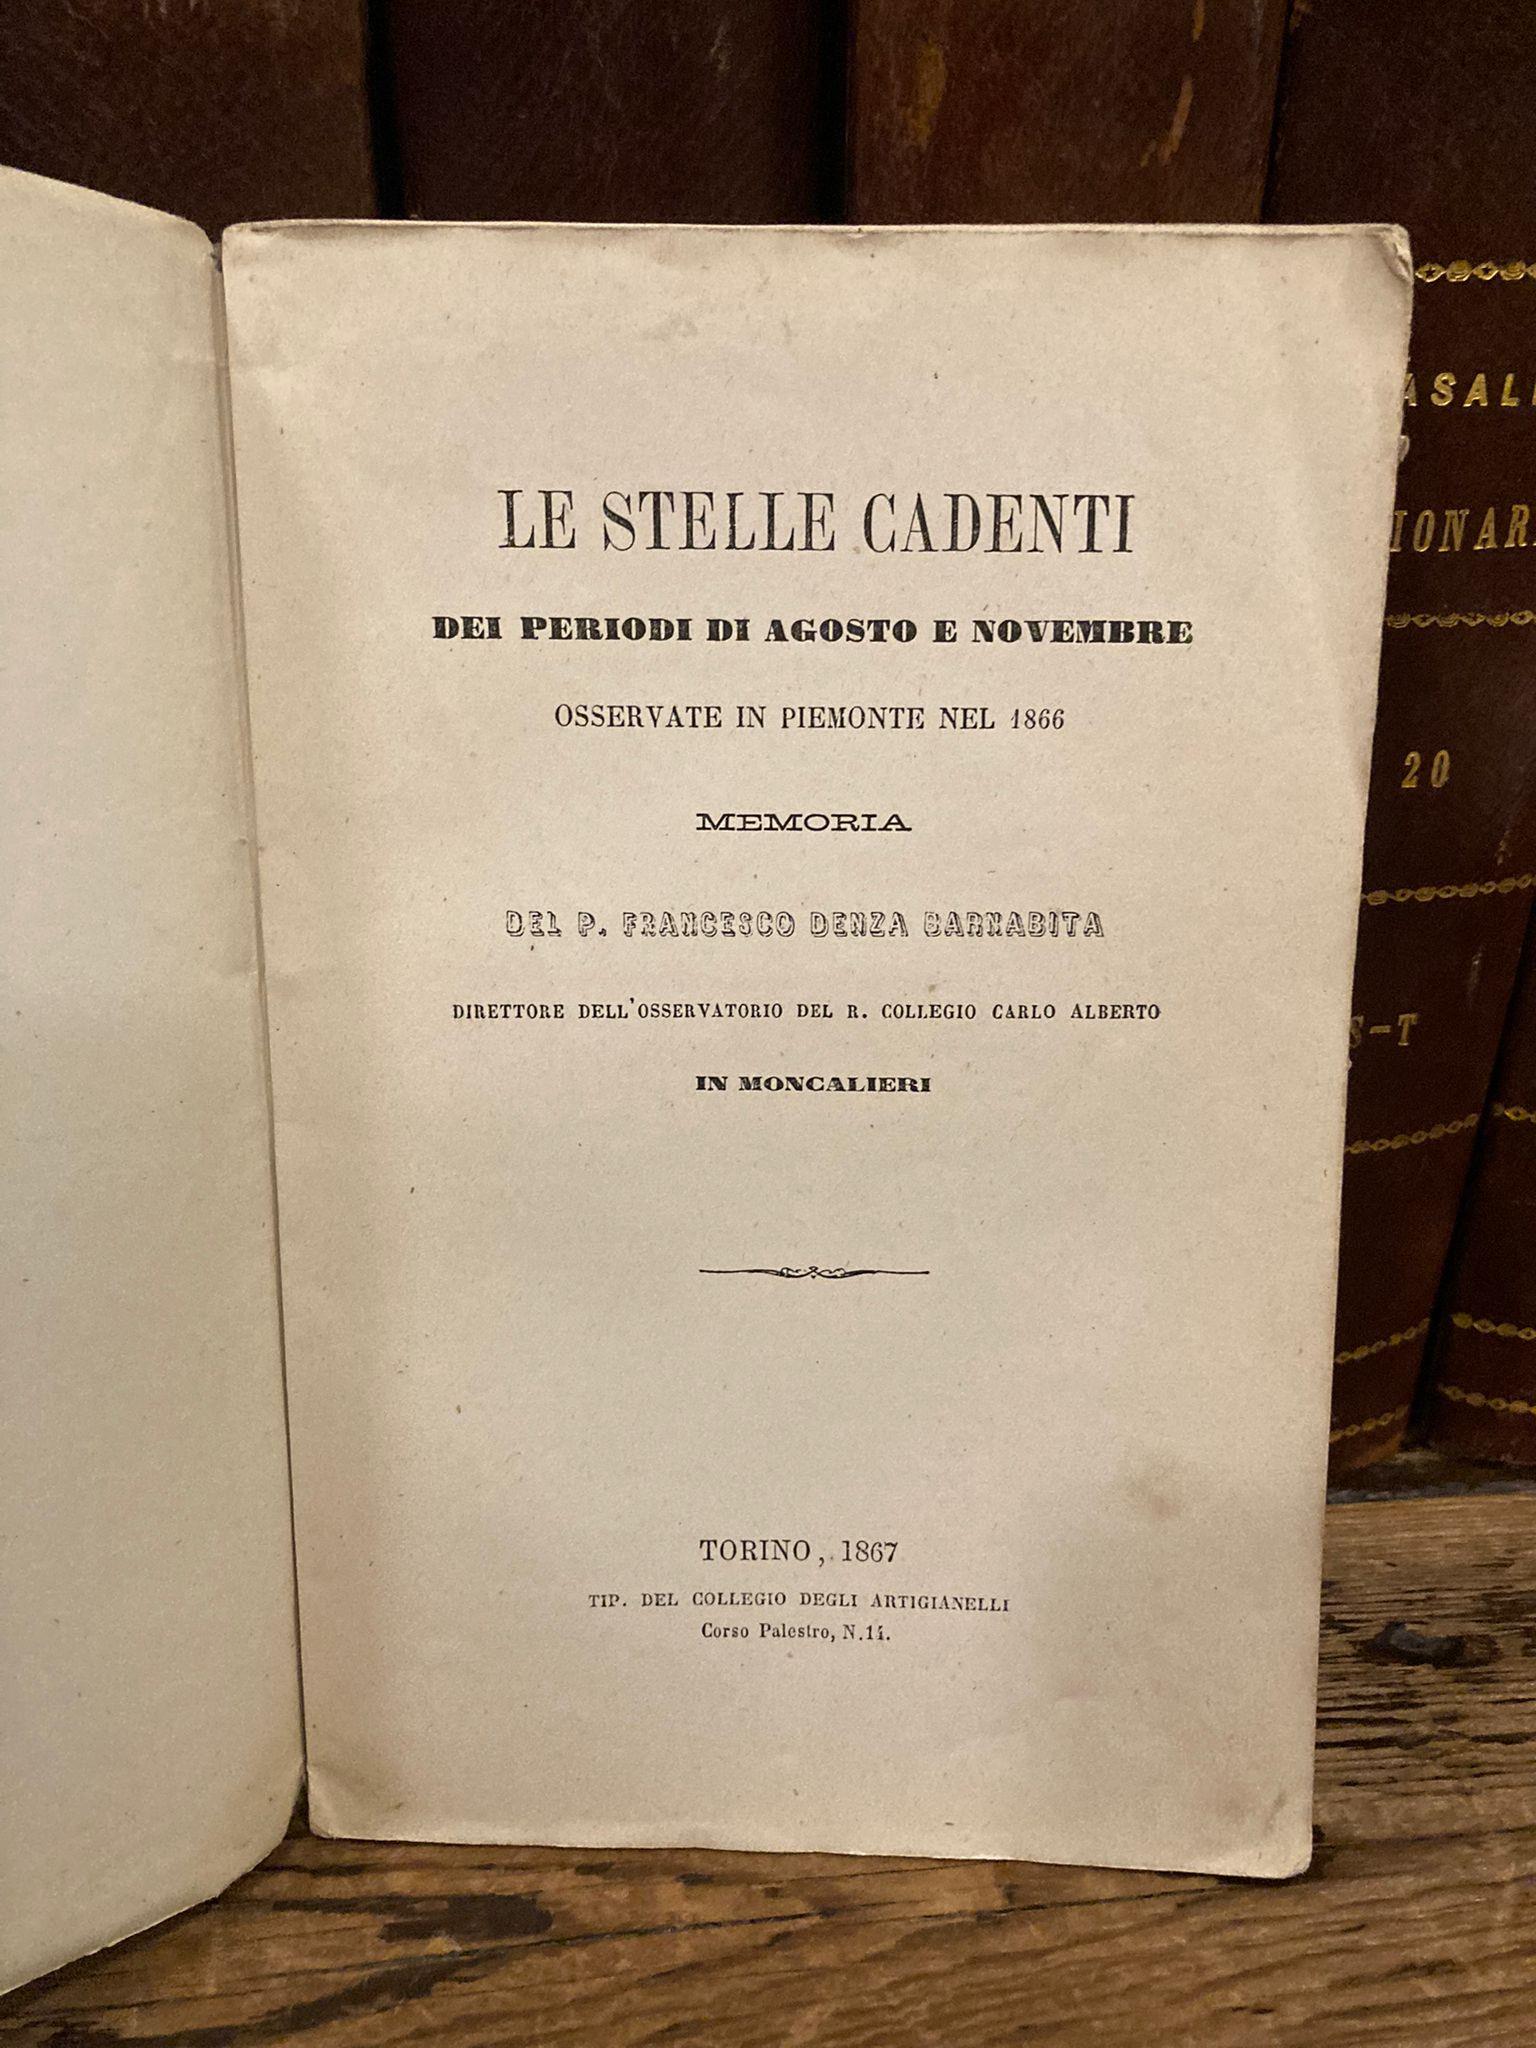 LE STELLE CADENTI
DEI PERIODI DI AGOSTO E NOVEMBRE
OSSERVATE IN PIEMONTE NEL 1866
MEMORIA
DEL P. FRANCESCO DENZA BARNABITA
DIRETTORE DELL'OSSERVATORIO DEL R. COLLEGIO CARLO ALBERTO
IN MONCALIERI
TORINO, 1867
TIP. DEL COLLEGIO DEGLI ARTIGIANELLI
Corso Palestro, N.14.
ASALI
IONARI
20
S-T